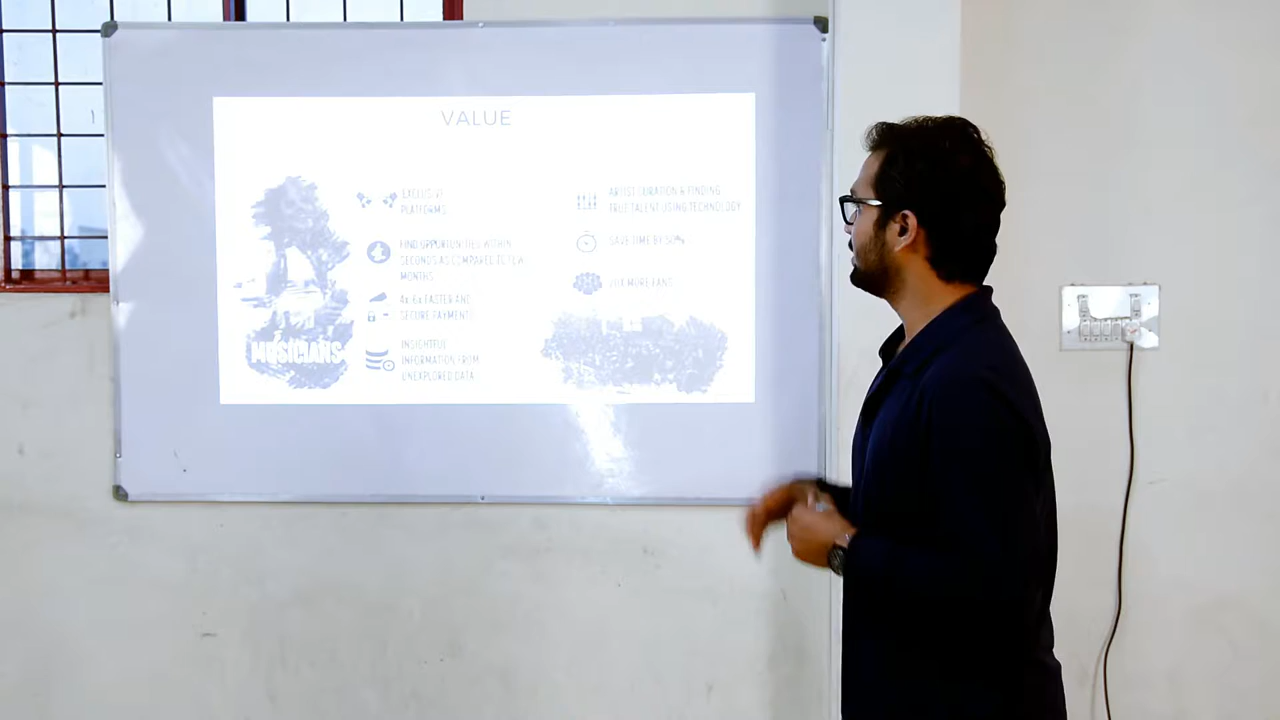 VALUE
EXCLUSIVE
PLATFORMS
FIND OPPORTUNITIES WITHIN
SECONDS AS COMPARED TO FEW
MONTHS
4x-6x FASTER AND
SECURE PAYMENTS
INSIGHTFUL
INFORMATION FROM
UNEXPLORED DATA
MUSICIANS
ARTIST CURATION & FINDING
TRUE TALENT USING TECHNOLOGY
SAVE TIME BY 50%
MORE FANS